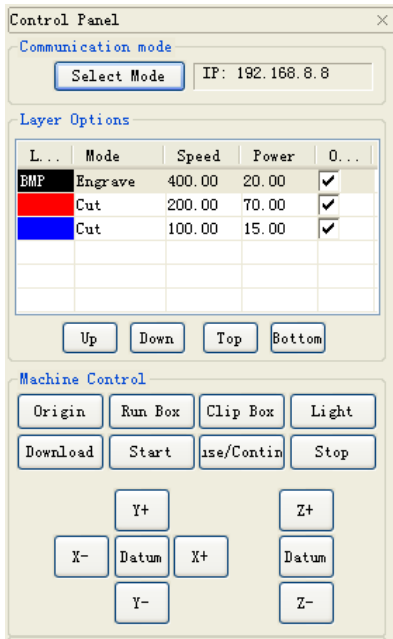 Control Panel
Communication mode
Select Mode IP: 192.168.8.8
Layer Options
L... Mode Speed Power O...
BMP Engrave 400.00 20.00
Cut 200.00 70.00
Cut 100.00 15.00
Up Down Top Bottom
Machine Control
Origin Run Box Clip Box Light
Download Start use/Contin Stop
Y+ Z+
X- Datum X+ Datum
Y- Z-